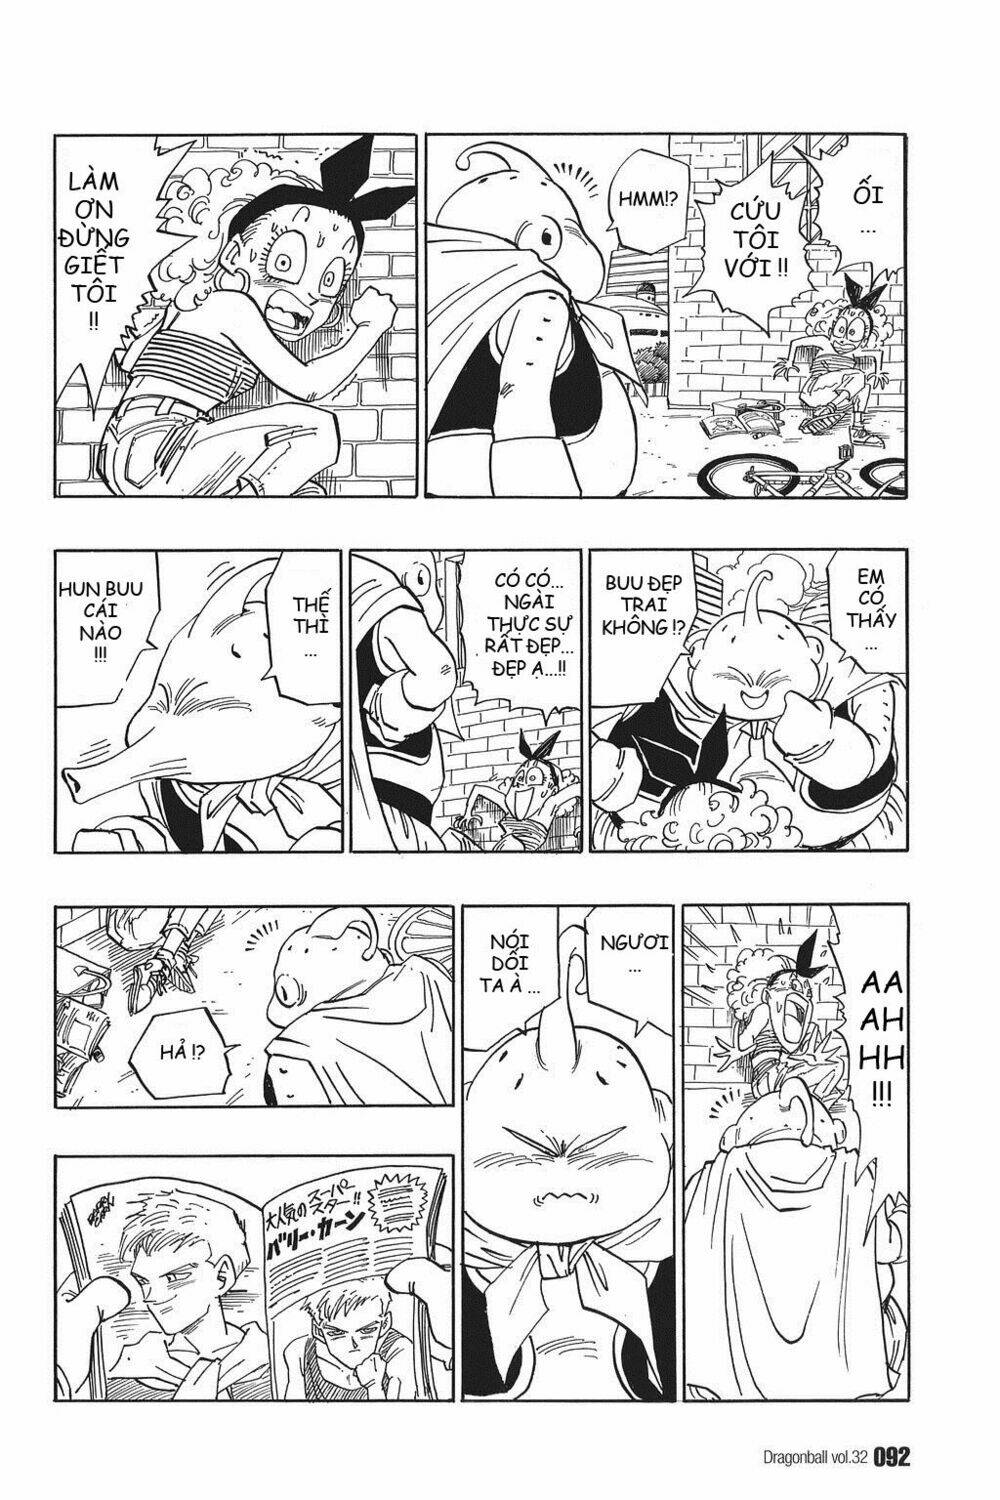 ỐI
...
CỨU
TÔI
VỚI !!
HMM!?
LÀM
ƠN
ĐỪNG
GIẾT
TÔI
!!
EM
CÓ
THẤY...
BUU ĐẸP
TRAI
KHÔNG !?
CÓ CÓ...
NGÀI
THỰC SỰ
RẤT ĐẸP...
ĐẸP Ạ...!!
THẾ
THÌ
...
HUN BUU
CÁI
NÀO
!!!
AA
AH
HH
!!!
NGƯƠI
...
NÓI
DỐI
TA À ...
HẢ !?
大人気の スーパー
スター!!
バリー・カーン
Dragonball vol.32 092